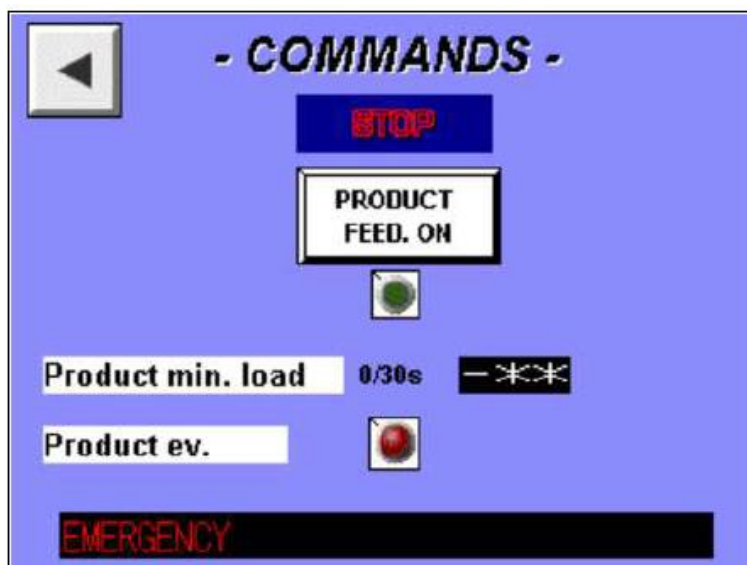 - COMMANDS -
STOP
PRODUCT
FEED. ON
Product min. load 0/30s -**
Product ev.
EMERGENCY